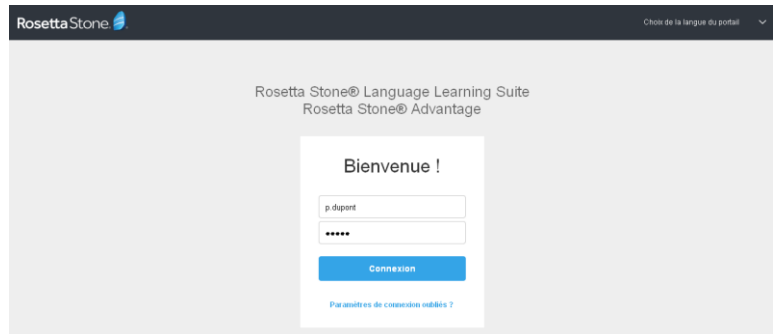 Rosetta Stone.
Choix de la langue du portail
Rosetta Stone® Language Learning Suite
Rosetta Stone® Advantage
Bienvenue !
p.dupont
•••••
Connexion
Paramètres de connexion oubliés ?